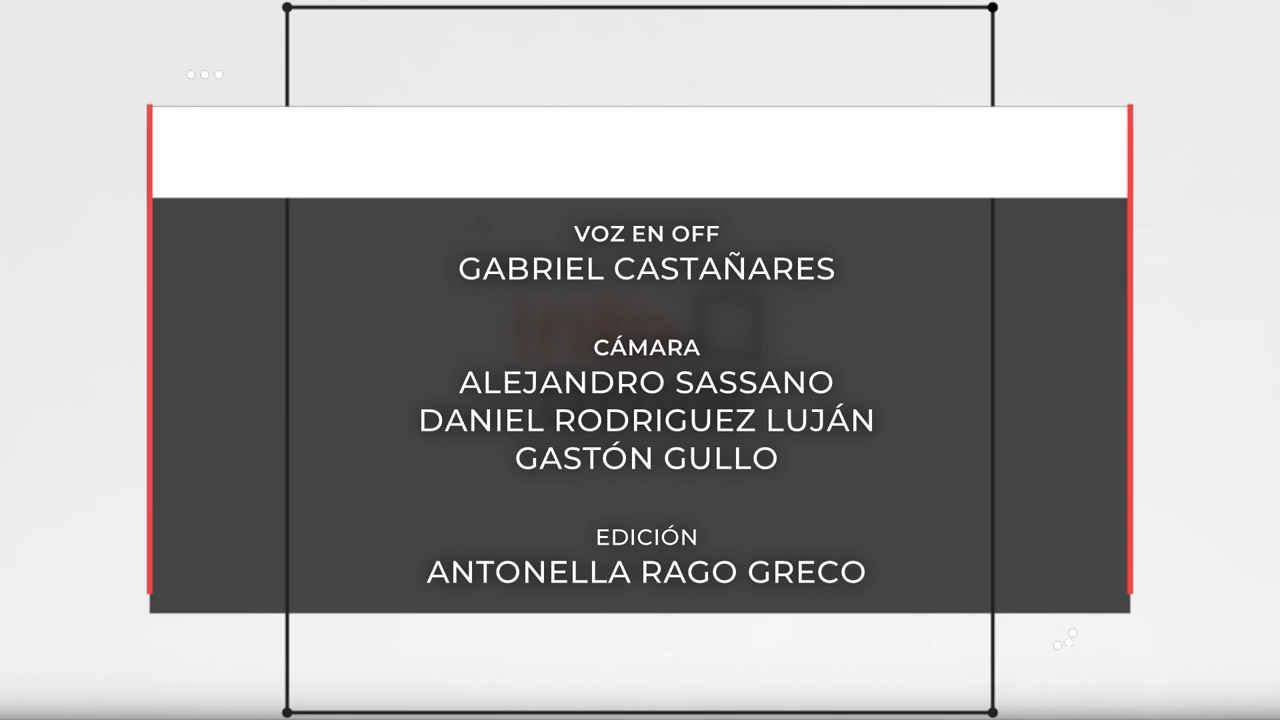 VOZ EN OFF
GABRIEL CASTAÑARES
CÁMARA
ALEJANDRO SASSANO
DANIEL RODRIGUEZ LUJÁN
GASTÓN GULLO
EDICIÓN
ANTONELLA RAGO GRECO